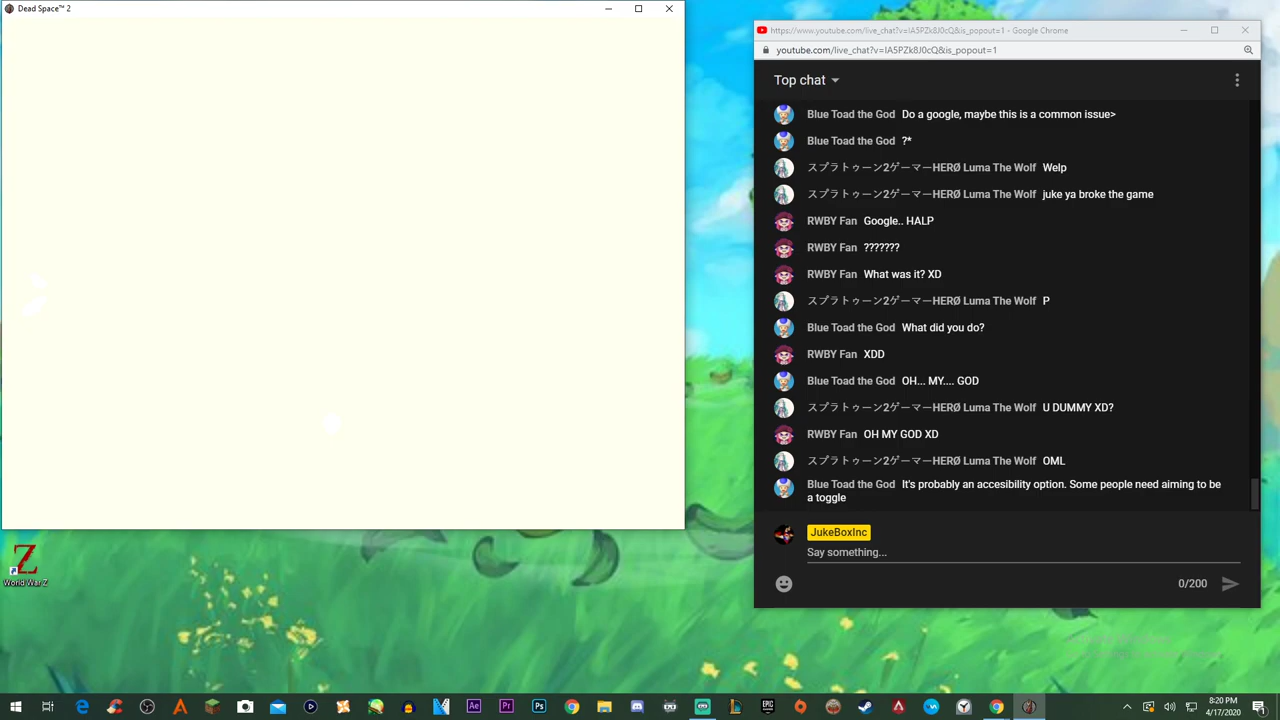 Dead Space™ 2
https://www.youtube.com/live_chat?v=IA5PZk8J0cQ&is_popout=1 - Google Chrome
youtube.com/live_chat?v=IA5PZk8J0cQ&is_popout=1
Top chat
Blue Toad the God Do a google, maybe this is a common issue>
Blue Toad the God ?*
スプラトゥーン2ゲーマーHERØ Luma The Wolf Welp
スプラトゥーン2ゲーマーHERØ Luma The Wolf juke ya broke the game
RWBY Fan Google.. HALP
RWBY Fan ???????
RWBY Fan What was it? XD
スプラトゥーン2ゲーマーHERØ Luma The Wolf P
Blue Toad the God What did you do?
RWBY Fan XDD
Blue Toad the God OH... MY.... GOD
スプラトゥーン2ゲーマーHERØ Luma The Wolf U DUMMY XD?
RWBY Fan OH MY GOD XD
スプラトゥーン2ゲーマーHERØ Luma The Wolf OML
Blue Toad the God It's probably an accesibility option. Some people need aiming to be
a toggle
JukeBoxInc
Say something...
0/200
World War Z
Ae Pr Ps
EPIC
8:20 PM
4/17/2020